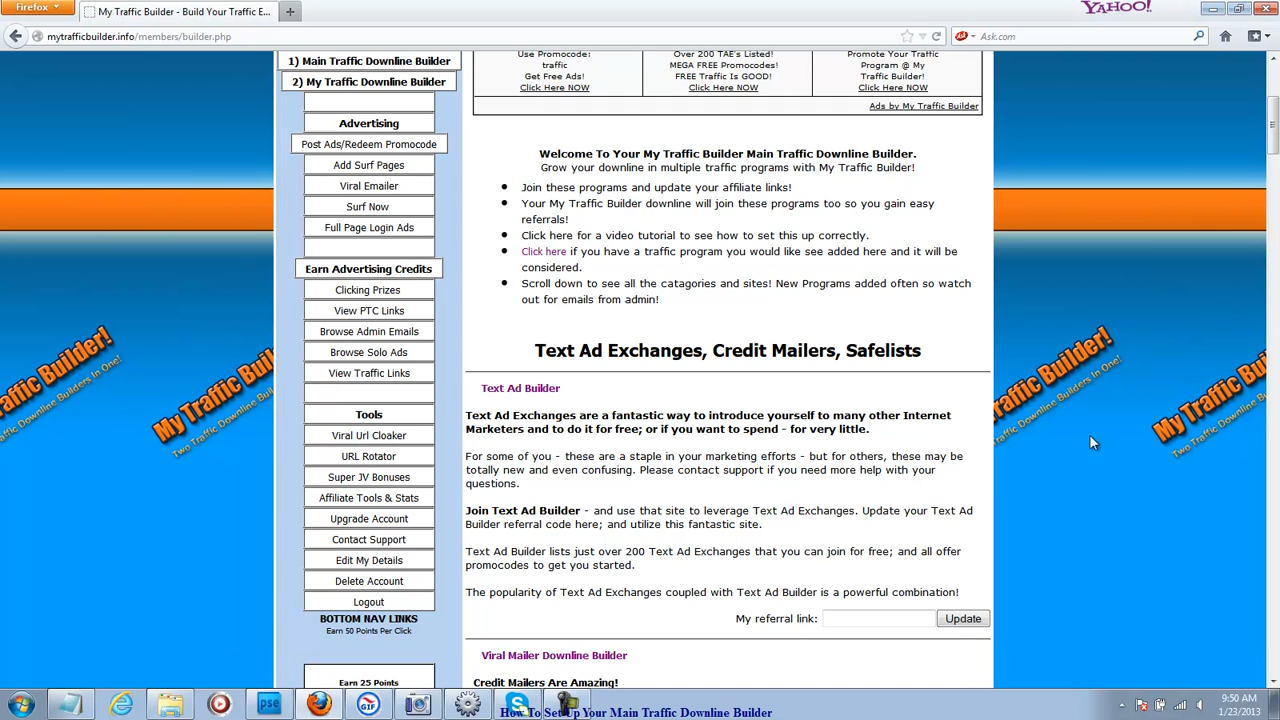 Firefox
My Traffic Builder - Build Your Traffic E...
YAHOO!
mytrafficbuilder.info/members/builder.php
Ask.com
1) Main Traffic Downline Builder
2) My Traffic Downline Builder
Advertising
Post Ads/Redeem Promocode
Add Surf Pages
Viral Emailer
Surf Now
Full Page Login Ads
Earn Advertising Credits
Clicking Prizes
View PTC Links
Browse Admin Emails
Browse Solo Ads
View Traffic Links
Tools
Viral Url Cloaker
URL Rotator
Super JV Bonuses
Affiliate Tools & Stats
Upgrade Account
Contact Support
Edit My Details
Delete Account
Logout
BOTTOM NAV LINKS
Earn 50 Points Per Click
Earn 25 Points
Use Promocode:
traffic
Get Free Ads!
Click Here NOW
Over 200 TAE's Listed!
MEGA FREE Promocodes!
FREE Traffic Is GOOD!
Click Here NOW
Promote Your Traffic
Program @ My
Traffic Builder!
Click Here NOW
Ads by My Traffic Builder
Welcome To Your My Traffic Builder Main Traffic Downline Builder.
Grow your downline in multiple traffic programs with My Traffic Builder!
Join these programs and update your affiliate links!
Your My Traffic Builder downline will join these programs too so you gain easy
referrals!
Click here for a video tutorial to see how to set this up correctly.
Click here if you have a traffic program you would like see added here and it will be
considered.
Scroll down to see all the catagories and sites! New Programs added often so watch
out for emails from admin!
Text Ad Exchanges, Credit Mailers, Safelists
Text Ad Builder
Text Ad Exchanges are a fantastic way to introduce yourself to many other Internet
Marketers and to do it for free; or if you want to spend - for very little.
For some of you - these are a staple in your marketing efforts - but for others, these may be
totally new and even confusing. Please contact support if you need more help with your
questions.
Join Text Ad Builder - and use that site to leverage Text Ad Exchanges. Update your Text Ad
Builder referral code here; and utilize this fantastic site.
Text Ad Builder lists just over 200 Text Ad Exchanges that you can join for free; and all offer
promocodes to get you started.
The popularity of Text Ad Exchanges coupled with Text Ad Builder is a powerful combination!
My referral link:
Update
Viral Mailer Downline Builder
Credit Mailers Are Amazing!
My Traffic Builder!
Two Traffic Downline Builders In One!
pse
GIF
How To Set Up Your Main Traffic Downline Builder
9:50 AM
1/23/2013